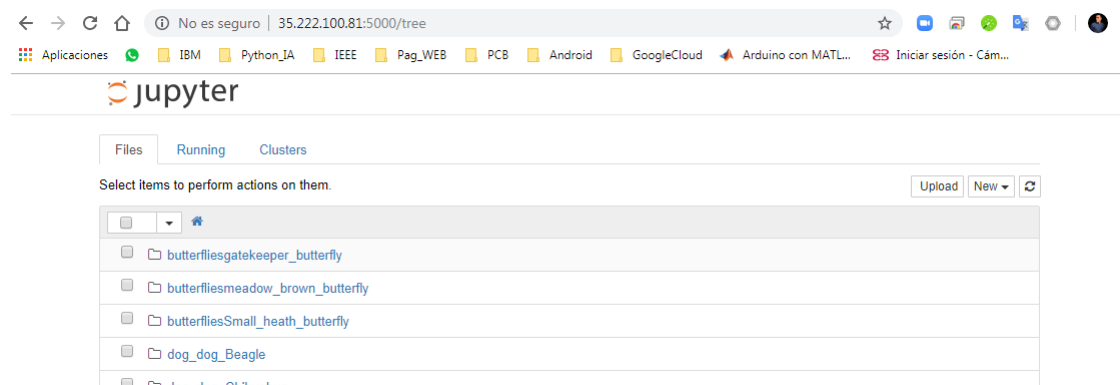 No es seguro | 35.222.100.81:5000/tree
Aplicaciones IBM Python_IA IEEE Pag_WEB PCB Android GoogleCloud Arduino con MATL... Iniciar sesión - Cám...
jupyter
Files Running Clusters
Select items to perform actions on them. Upload New
butterfliesgatekeeper_butterfly
butterfliesmeadow_brown_butterfly
butterfliesSmall_heath_butterfly
dog_dog_Beagle